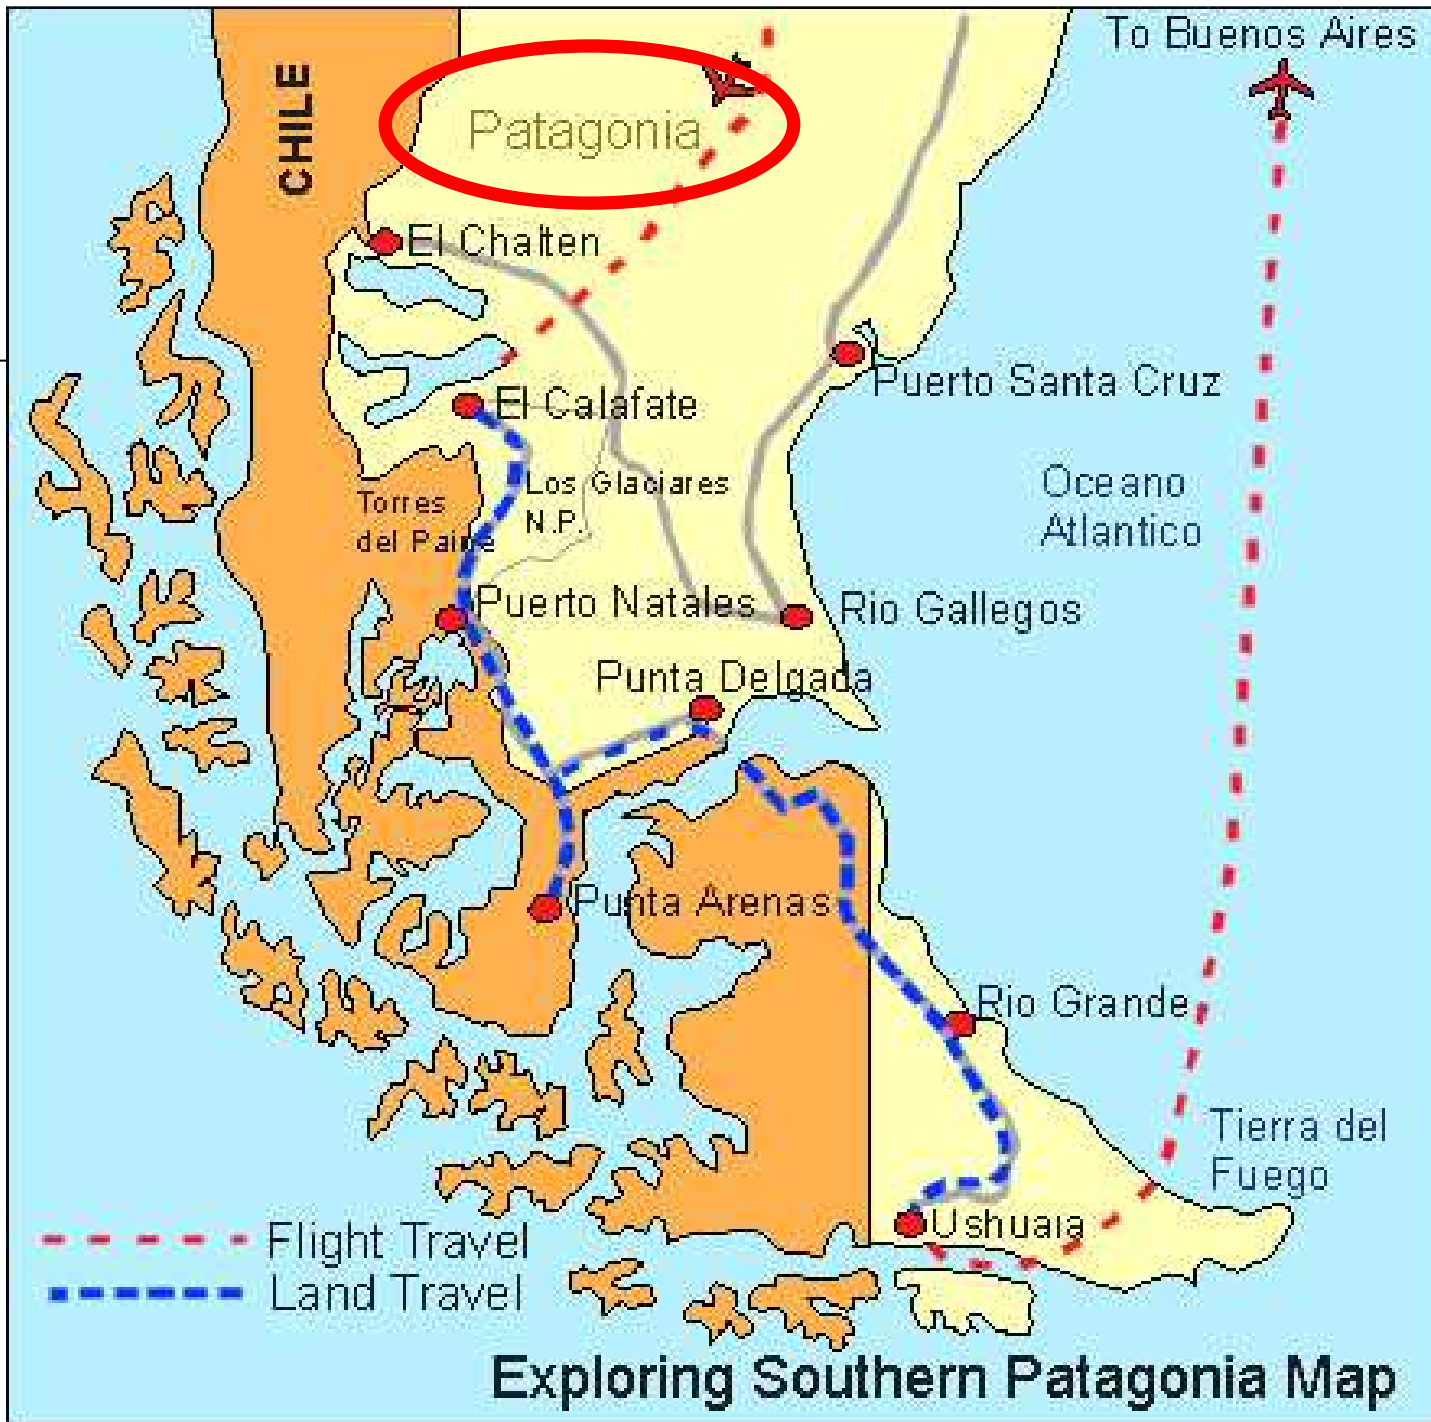 To Buenos Aires
CHILE
Patagonia
El Chalten
Puerto Santa Cruz
El Calafate
Los Glaciares
N.P.
Torres
del Paine
Oceano
Atlantico
Puerto Natales
Rio Gallegos
Punta Delgada
Punta Arenas
Rio Grande
Tierra del
Fuego
Ushuaia
Flight Travel
Land Travel
Exploring Southern Patagonia Map